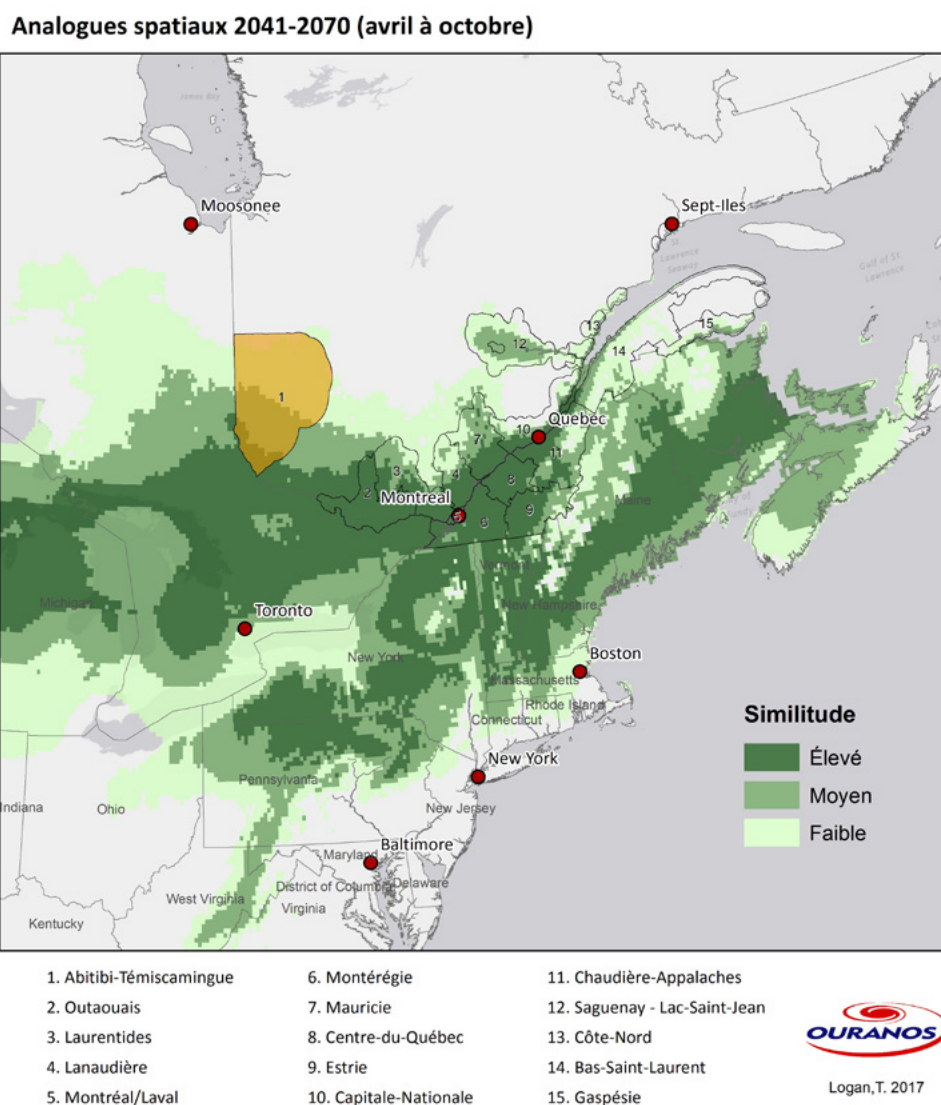 Analogues spatiaux 2041-2070 (avril à octobre)
James Bay
Moosonee
Sept-Iles
St
Lawrence
Seaway
Gulf of St.
Lawrence
13
12
15
14
1
Quebec
10
7
11
3
4
2
8
Montreal
5
6
9
Maine
Vermont
Michigan
New Hampshire
Toronto
New York
Boston
Massachusetts
Rhode Island
Connecticut
Similitude
New York
Élevé
Pennsylvania
Moyen
Indiana
Ohio
New Jersey
Faible
Baltimore
Maryland
District of Columbia
Delaware
West Virginia
Virginia
Kentucky
1. Abitibi-Témiscamingue
2. Outaouais
3. Laurentides
4. Lanaudière
5. Montréal/Laval
6. Montérégie
7. Mauricie
8. Centre-du-Québec
9. Estrie
10. Capitale-Nationale
11. Chaudière-Appalaches
12. Saguenay - Lac-Saint-Jean
13. Côte-Nord
14. Bas-Saint-Laurent
15. Gaspésie
OURANOS
Logan,T. 2017